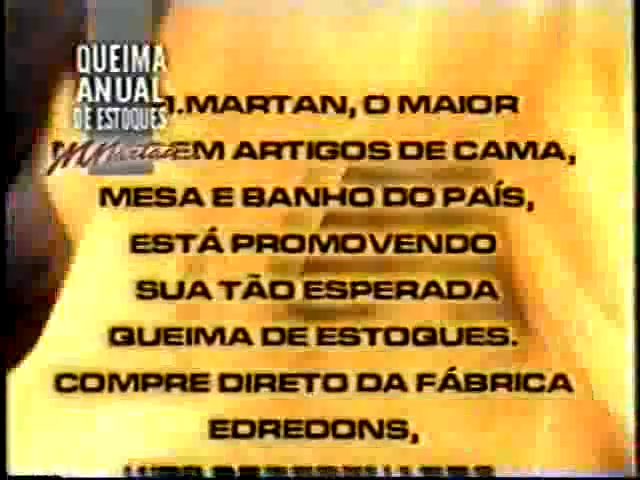 QUEIMA
ANUAL
DE ESTOQUES
MMartan
.MARTAN, O MAIOR
EM ARTIGOS DE CAMA,
MESA E BANHO DO PAÍS,
ESTÁ PROMOVENDO
SUA TÃO ESPERADA
QUEIMA DE ESTOQUES.
COMPRE DIRETO DA FÁBRICA
EDREDONS,